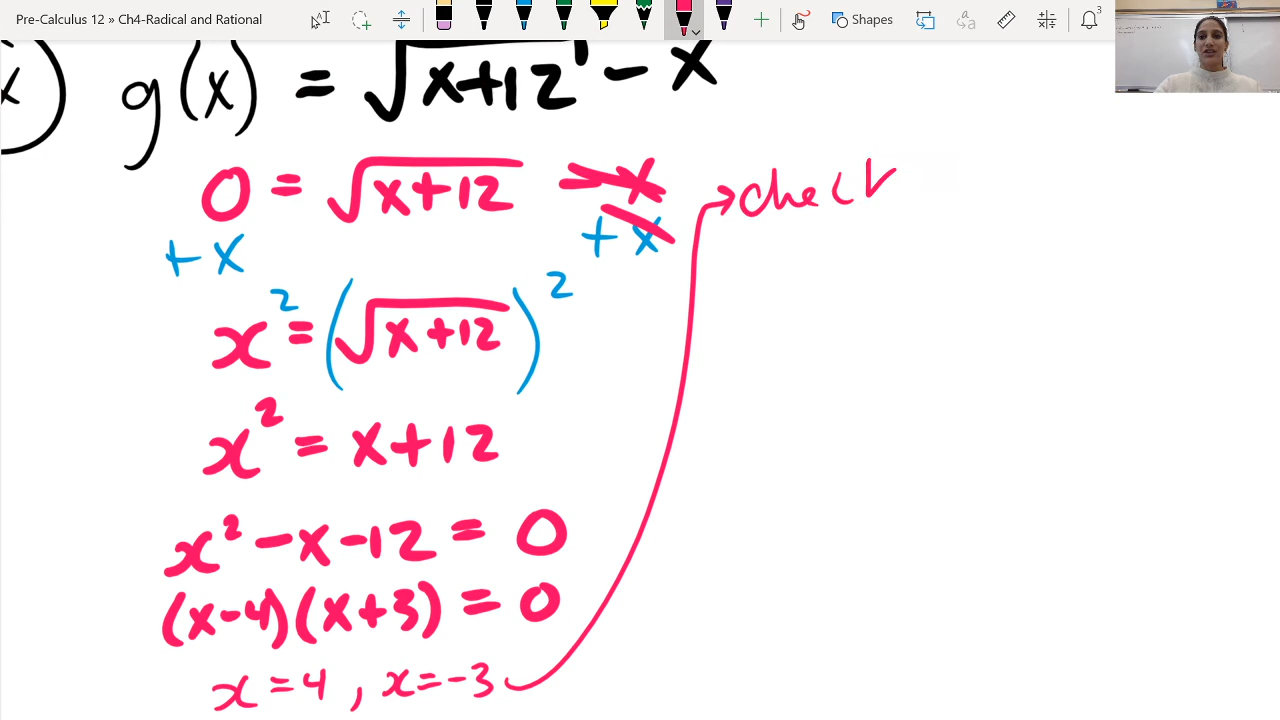 Pre-Calculus 12 » Ch4-Radical and Rational
Shapes
3
x) g(x) = √x+12 - x
0 = √x+12 - x → check
+ x + x
x² = (√x+12)²
x² = x+12
x² - x - 12 = 0
(x-4)(x+3) = 0
x = 4 , x = -3